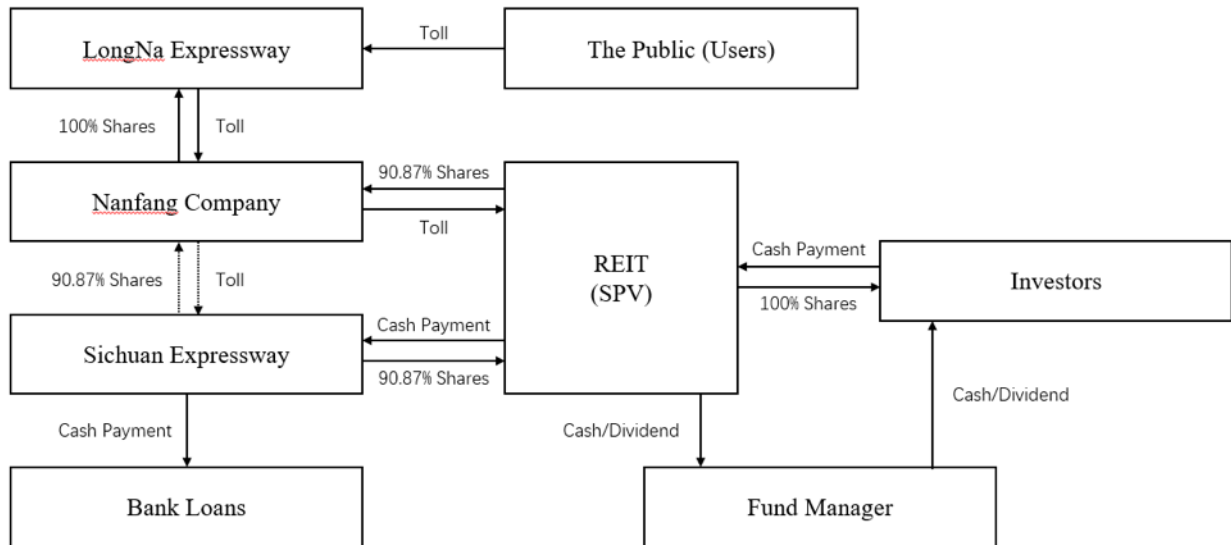 LongNa Expressway
Toll
The Public (Users)
100% Shares
Toll
Nanfang Company
90.87% Shares
Toll
REIT
(SPV)
Cash Payment
100% Shares
Investors
90.87% Shares
Toll
Sichuan Expressway
Cash Payment
90.87% Shares
Cash Payment
Cash/Dividend
Cash/Dividend
Bank Loans
Fund Manager